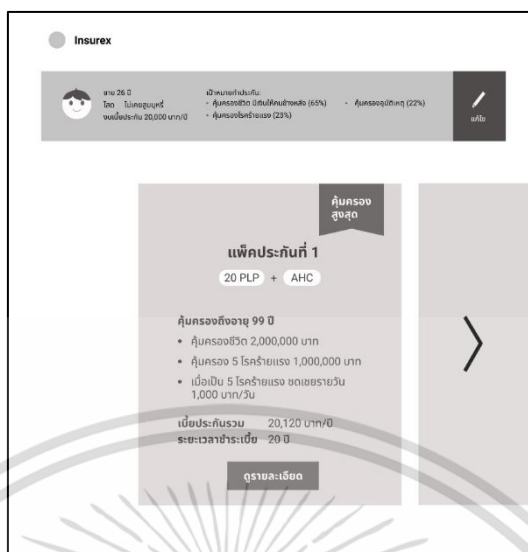 Insurex
ชาย 26 ปี
โสด ไม่เคยสูบบุหรี่
งบเบี้ยประกัน 20,000 บาท/ปี
เป้าหมายทำประกัน:
- คุ้มครองชีวิต มีเงินให้คนข้างหลัง (65%)
- คุ้มครองโรคร้ายแรง (23%)
- คุ้มครองอุบัติเหตุ (22%)
แก้ไข
คุ้มครอง
สูงสุด
แพ็คประกันที่ 1
20 PLP + AHC
คุ้มครองถึงอายุ 99 ปี
• คุ้มครองชีวิต 2,000,000 บาท
• คุ้มครอง 5 โรคร้ายแรง 1,000,000 บาท
• เมื่อเป็น 5 โรคร้ายแรง ชดเชยรายวัน
1,000 บาท/วัน
เบี้ยประกันรวม 20,120 บาท/ปี
ระยะเวลาชำระเบี้ย 20 ปี
ดูรายละเอียด